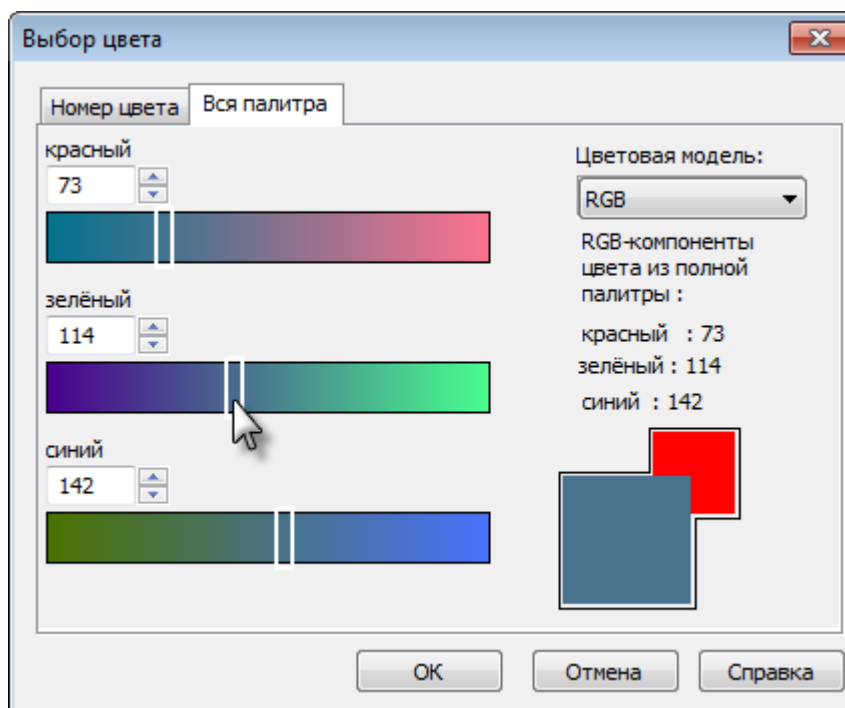 Выбор цвета
Номер цвета
Вся палитра
красный
73
зелёный
114
синий
142
Цветовая модель:
RGB
RGB-компоненты
цвета из полной
палитры :
красный : 73
зелёный : 114
синий : 142
OK
Отмена
Справка